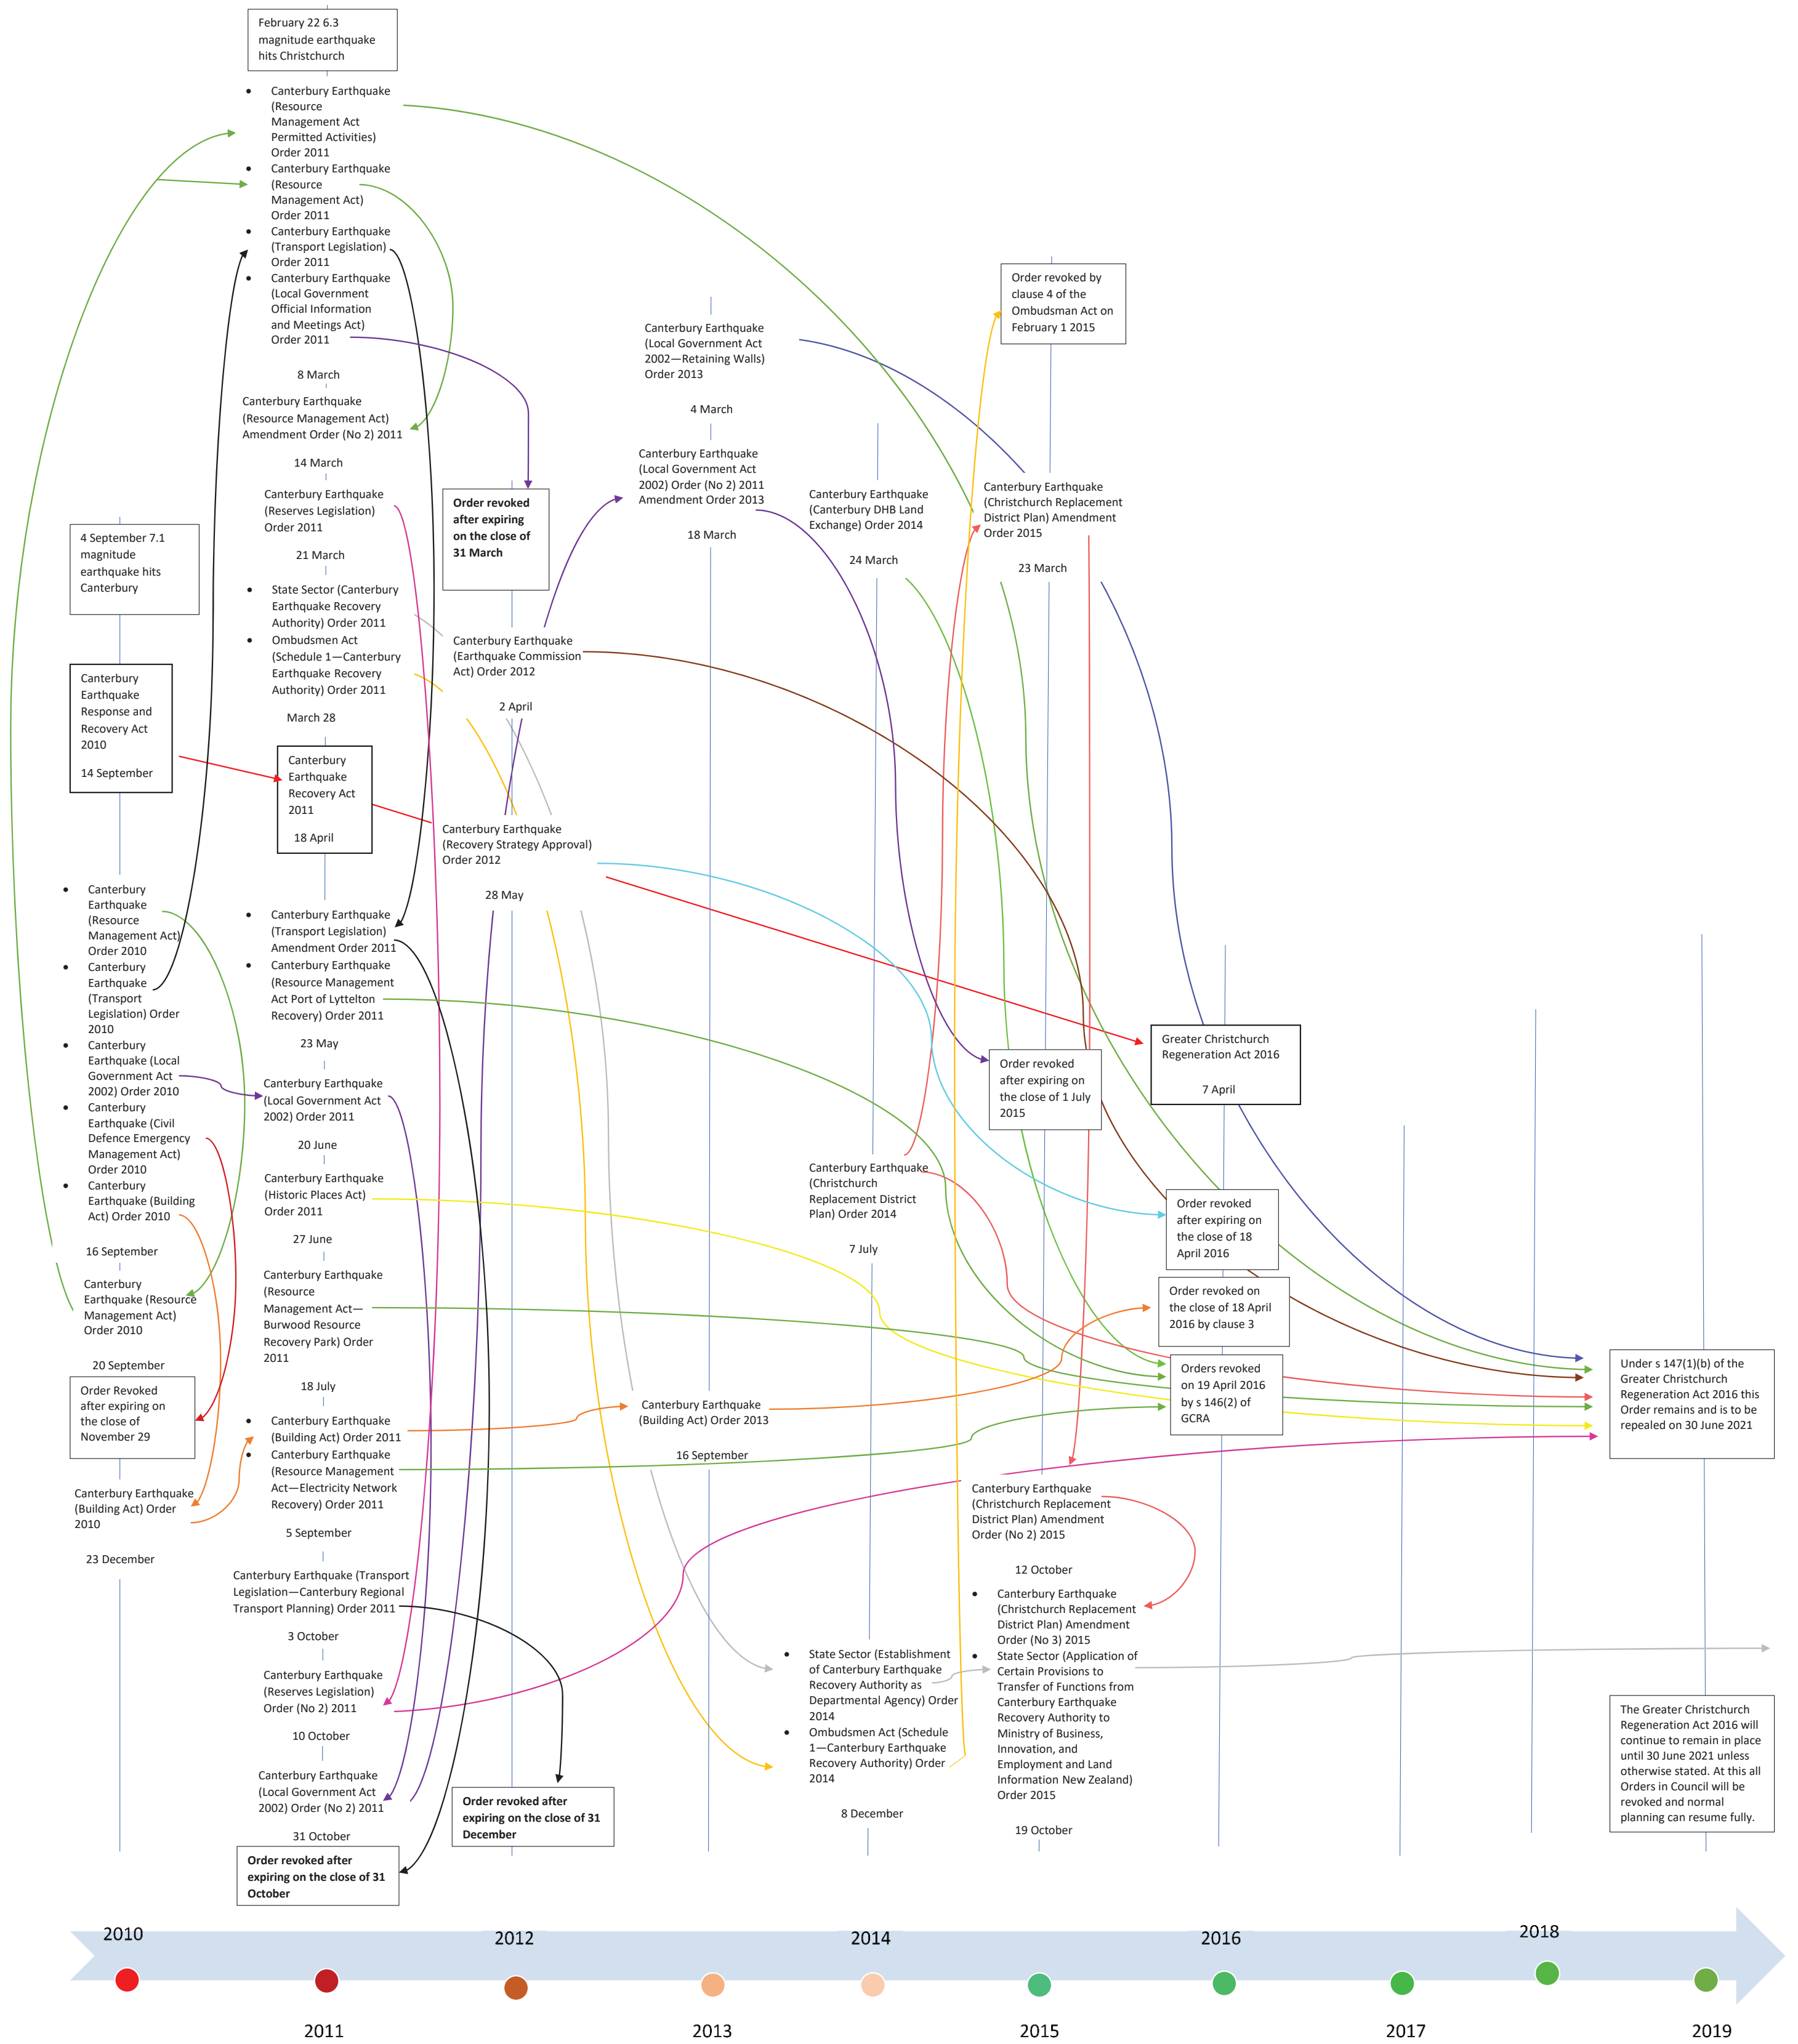 February 22 6.3
magnitude earthquake
hits Christchurch
• Canterbury Earthquake
(Resource
Management Act
Permitted Activities)
Order 2011
• Canterbury Earthquake
(Resource
Management Act)
Order 2011
• Canterbury Earthquake
(Transport Legislation)
Order 2011
• Canterbury Earthquake
(Local Government
Official Information
and Meetings Act)
Order 2011
8 March
Canterbury Earthquake
(Resource Management Act)
Amendment Order (No 2) 2011
14 March
Canterbury Earthquake
(Reserves Legislation)
Order 2011
21 March
• State Sector (Canterbury
Earthquake Recovery
Authority) Order 2011
• Ombudsmen Act
(Schedule 1—Canterbury
Earthquake Recovery
Authority) Order 2011
March 28
Canterbury
Earthquake
Recovery Act
2011
18 April
• Canterbury Earthquake
(Transport Legislation)
Amendment Order 2011
• Canterbury Earthquake
(Resource Management
Act Port of Lyttelton
Recovery) Order 2011
23 May
Canterbury Earthquake
(Local Government Act
2002) Order 2011
20 June
Canterbury Earthquake
(Historic Places Act)
Order 2011
27 June
Canterbury Earthquake
(Resource
Management Act—
Burwood Resource
Recovery Park) Order
2011
18 July
• Canterbury Earthquake
(Building Act) Order 2011
• Canterbury Earthquake
(Resource Management
Act—Electricity Network
Recovery) Order 2011
5 September
Canterbury Earthquake (Transport
Legislation—Canterbury Regional
Transport Planning) Order 2011
3 October
Canterbury Earthquake
(Reserves Legislation)
Order (No 2) 2011
10 October
Canterbury Earthquake
(Local Government Act
2002) Order (No 2) 2011
31 October
Order revoked after
expiring on the close of 31
October
4 September 7.1
magnitude
earthquake hits
Canterbury
Canterbury
Earthquake
Response and
Recovery Act
2010
14 September
• Canterbury
Earthquake
(Resource
Management Act)
Order 2010
• Canterbury
Earthquake
(Transport
Legislation) Order
2010
• Canterbury
Earthquake (Local
Government Act
2002) Order 2010
• Canterbury
Earthquake (Civil
Defence Emergency
Management Act)
Order 2010
• Canterbury
Earthquake (Building
Act) Order 2010
16 September
Canterbury
Earthquake (Resource
Management Act)
Order 2010
20 September
Order Revoked
after expiring on
the close of
November 29
Canterbury Earthquake
(Building Act) Order
2010
23 December
Order revoked
after expiring
on the close of
31 March
Canterbury Earthquake
(Earthquake Commission
Act) Order 2012
2 April
Canterbury Earthquake
(Recovery Strategy Approval)
Order 2012
28 May
Order revoked after
expiring on the close of 31
December
Canterbury Earthquake
(Local Government Act
2002—Retaining Walls)
Order 2013
4 March
Canterbury Earthquake
(Local Government Act
2002) Order (No 2) 2011
Amendment Order 2013
18 March
Canterbury Earthquake
(Building Act) Order 2013
16 September
Canterbury Earthquake
(Canterbury DHB Land
Exchange) Order 2014
24 March
Canterbury Earthquake
(Christchurch
Replacement District
Plan) Order 2014
7 July
• State Sector (Establishment
of Canterbury Earthquake
Recovery Authority as
Departmental Agency) Order
2014
• Ombudsmen Act (Schedule
1—Canterbury Earthquake
Recovery Authority) Order
2014
8 December
Order revoked by
clause 4 of the
Ombudsman Act on
February 1 2015
Canterbury Earthquake
(Christchurch Replacement
District Plan) Amendment
Order 2015
23 March
Order revoked
after expiring on
the close of 1 July
2015
Canterbury Earthquake
(Christchurch Replacement
District Plan) Amendment
Order (No 2) 2015
12 October
• Canterbury Earthquake
(Christchurch Replacement
District Plan) Amendment
Order (No 3) 2015
• State Sector (Application of
Certain Provisions to
Transfer of Functions from
Canterbury Earthquake
Recovery Authority to
Ministry of Business,
Innovation, and
Employment and Land
Information New Zealand)
Order 2015
19 October
Greater Christchurch
Regeneration Act 2016
7 April
Order revoked
after expiring on
the close of 18
April 2016
Order revoked on
the close of 18 April
2016 by clause 3
Orders revoked
on 19 April 2016
by s 146(2) of
GCRA
Under s 147(1)(b) of the
Greater Christchurch
Regeneration Act 2016 this
Order remains and is to be
repealed on 30 June 2021
The Greater Christchurch
Regeneration Act 2016 will
continue to remain in place
until 30 June 2021 unless
otherwise stated. At this all
Orders in Council will be
revoked and normal
planning can resume fully.
2010
2011
2012
2013
2014
2015
2016
2017
2018
2019